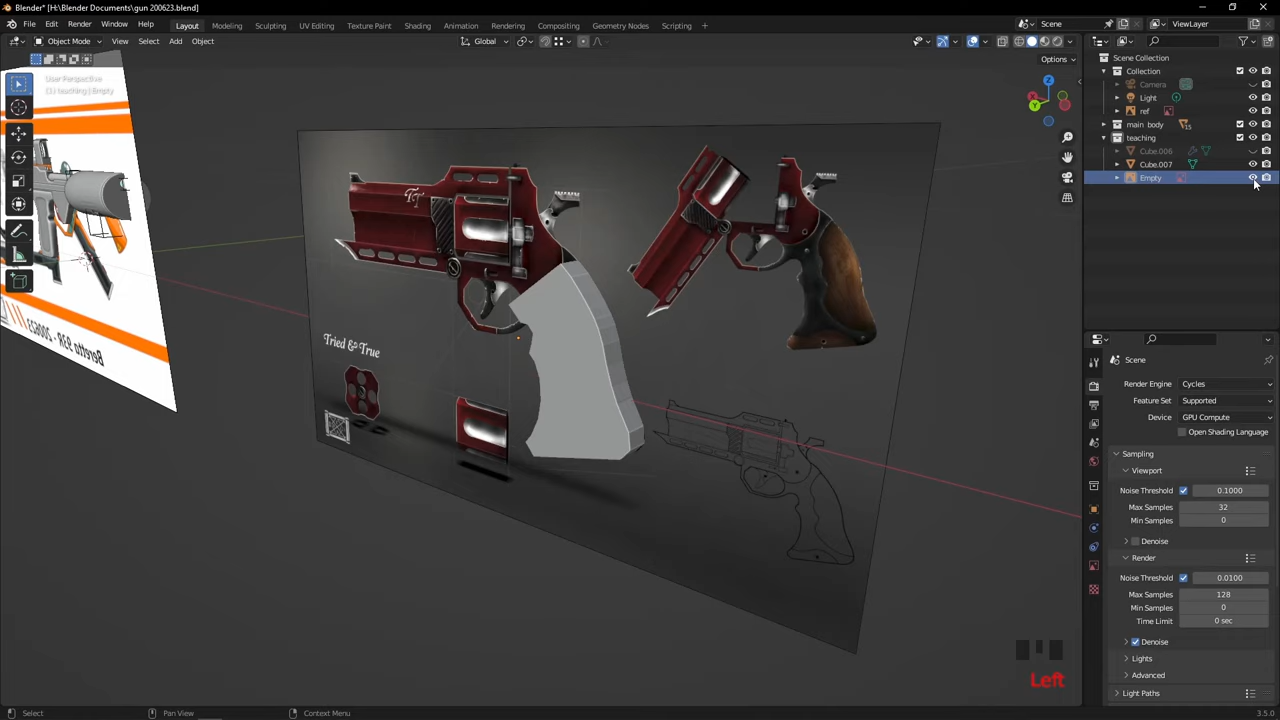 Blender* [H:\Blender Documents\gun 200623.blend]
File Edit Render Window Help Layout Modeling Sculpting UV Editing Texture Paint Shading Animation Rendering Compositing Geometry Nodes Scripting + Scene ViewLayer
Object Mode View Select Add Object Global
Options
User Perspective
(1) teaching | Empty
Scene Collection
Collection
Camera
Light
ref
main body 15
teaching
Cube.006
Cube.007
Empty
Z
X
Y
TT
Tried & True
Beretta 93R - 200623
Scene
Render Engine Cycles
Feature Set Supported
Device GPU Compute
Open Shading Language
Sampling
Viewport
Noise Threshold 0.1000
Max Samples 32
Min Samples 0
Denoise
Render
Noise Threshold 0.0100
Max Samples 128
Min Samples 0
Time Limit 0 sec
Denoise
Lights
Advanced
Light Paths
Left
Select Pan View Context Menu 3.5.0